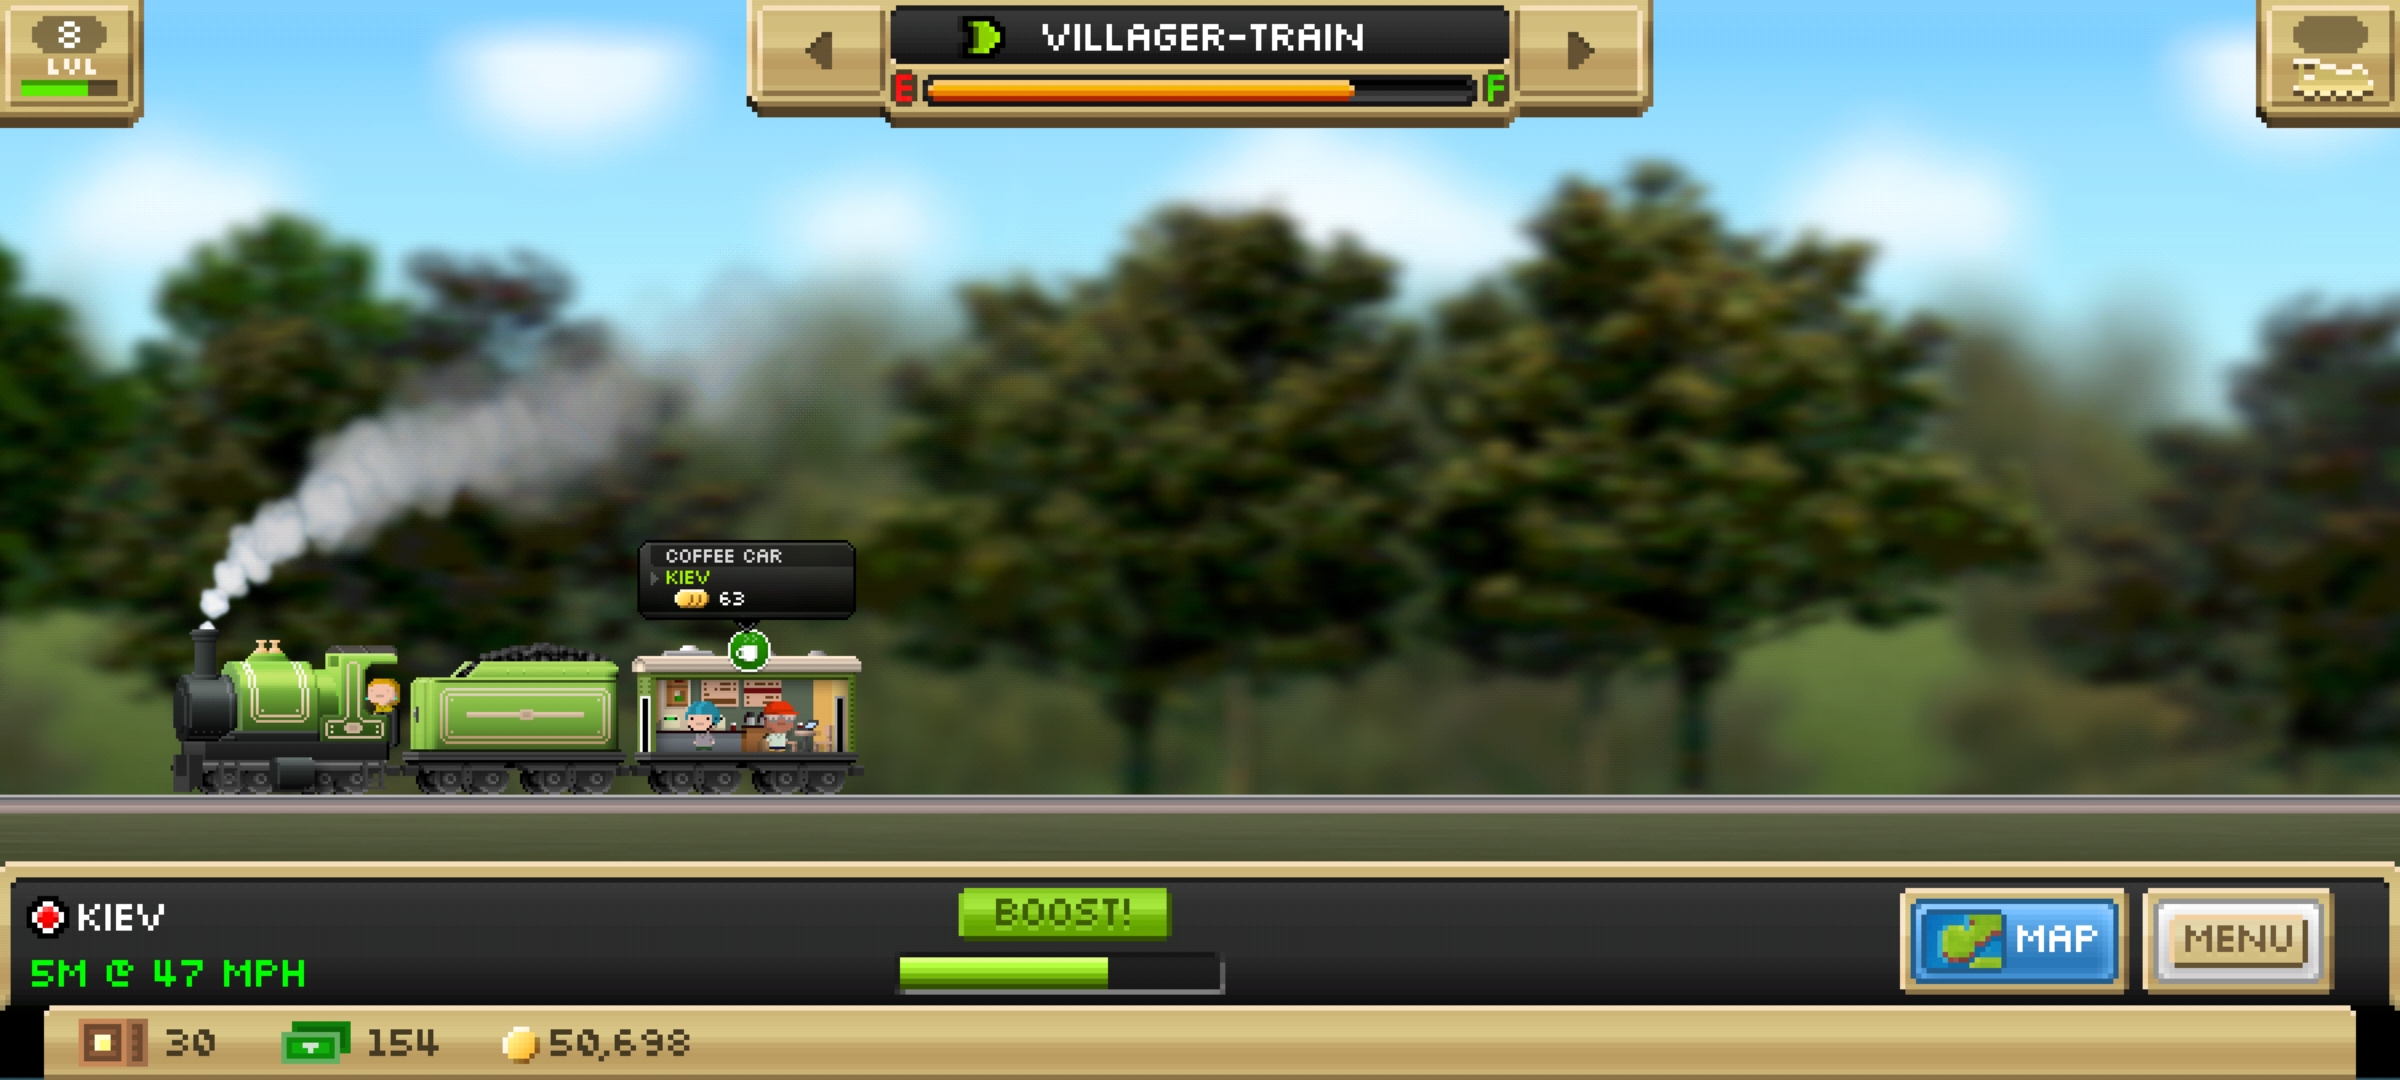 8
LVL
VILLAGER-TRAIN
E F
COFFEE CAR
KIEV
63
KIEV
5M @ 47 MPH
BOOST!
MAP
MENU
30
154
50,698